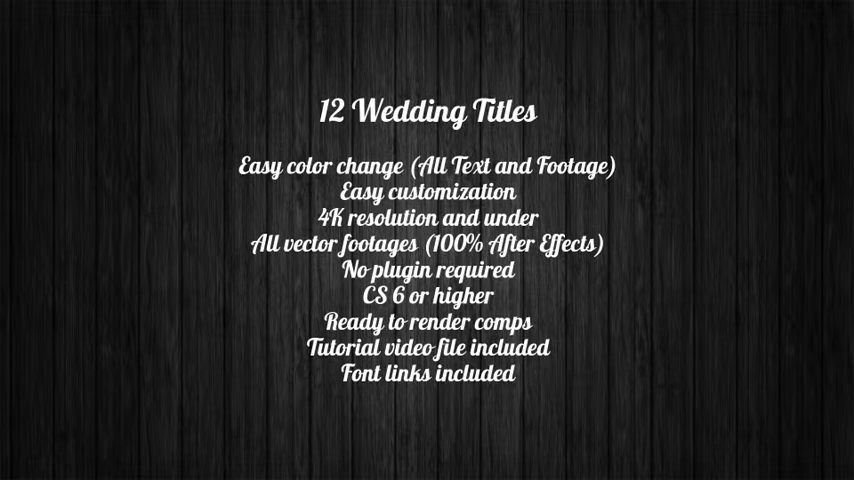 12 Wedding Titles
Easy color change (All Text and Footage)
Easy customization
4K resolution and under
All vector footages (100% After Effects)
No plugin required
CS 6 or higher
Ready to render comps
Tutorial video file included
Font links included